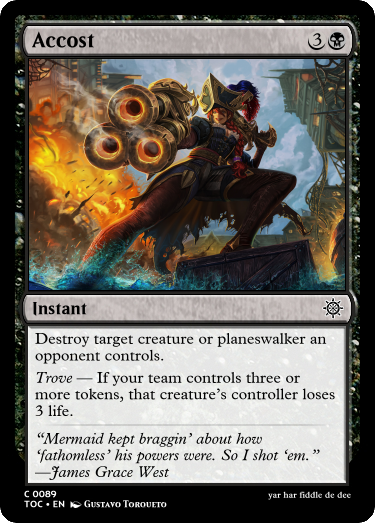 Accost 3
Instant
Destroy target creature or planeswalker an
opponent controls.
Trove — If your team controls three or
more tokens, that creature's controller loses
3 life.
“Mermaid kept braggin’ about how
‘fathomless’ his powers were. So I shot ‘em.”
—James Grace West
C 0089
TOC • EN Gustavo Torqueto yar har fiddle de dee